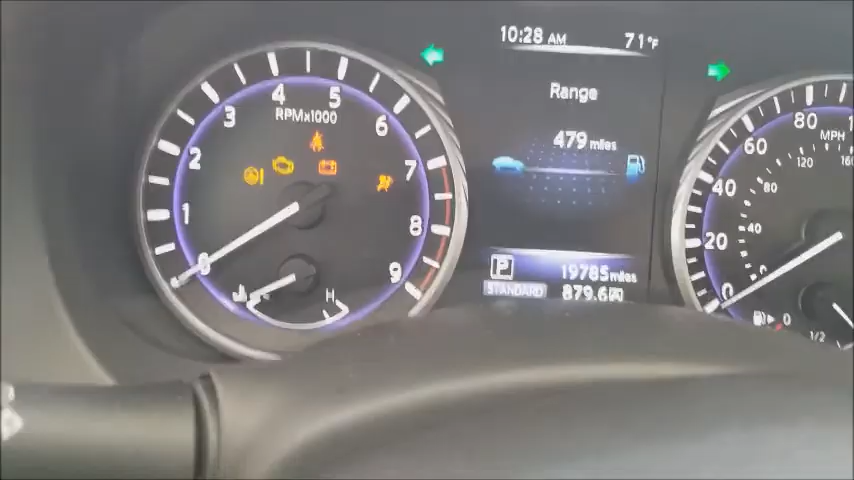 10:28 AM
71°F
Range
479 miles
P
19785 miles
STANDARD
879.6 A
RPMx1000
0
1
2
3
4
5
6
7
8
9
H
MPH
0
20
40
60
80
0
40
80
120
0
1/2